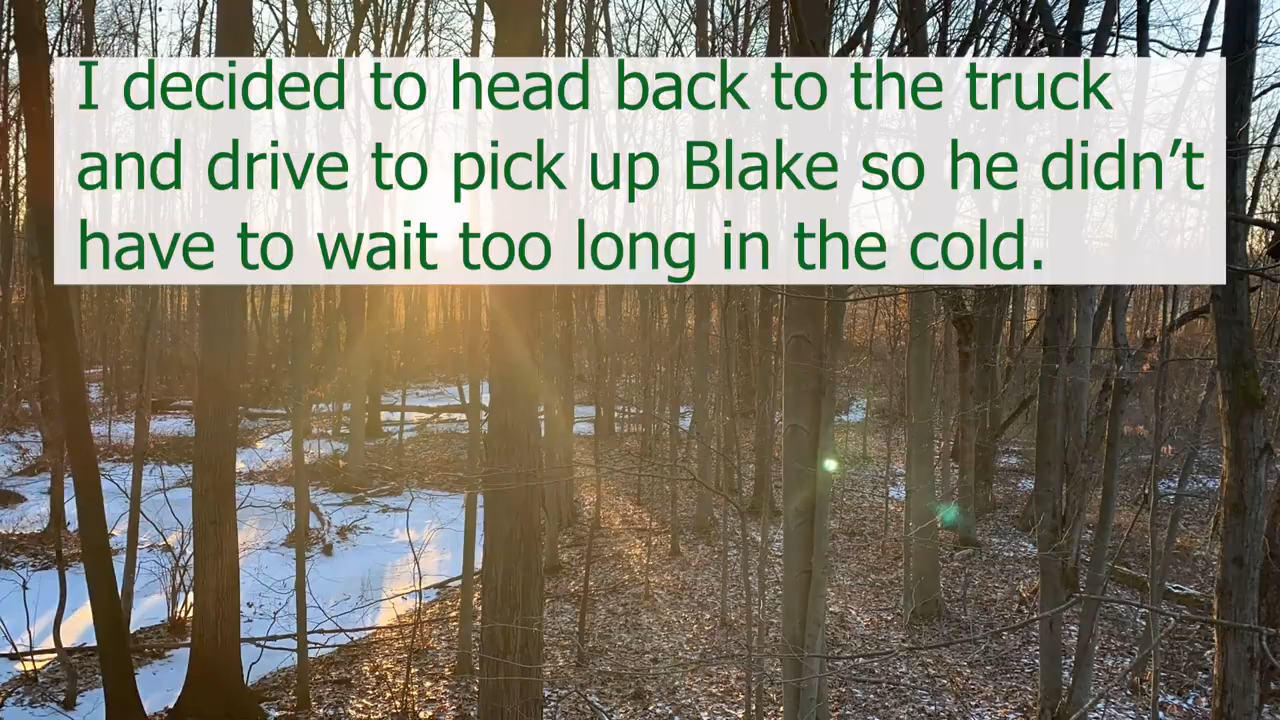 I decided to head back to the truck
and drive to pick up Blake so he didn’t
have to wait too long in the cold.